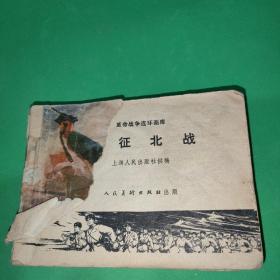 革命战争连环画库
征北战
上海人民出版社供稿
人民美术出版社出版